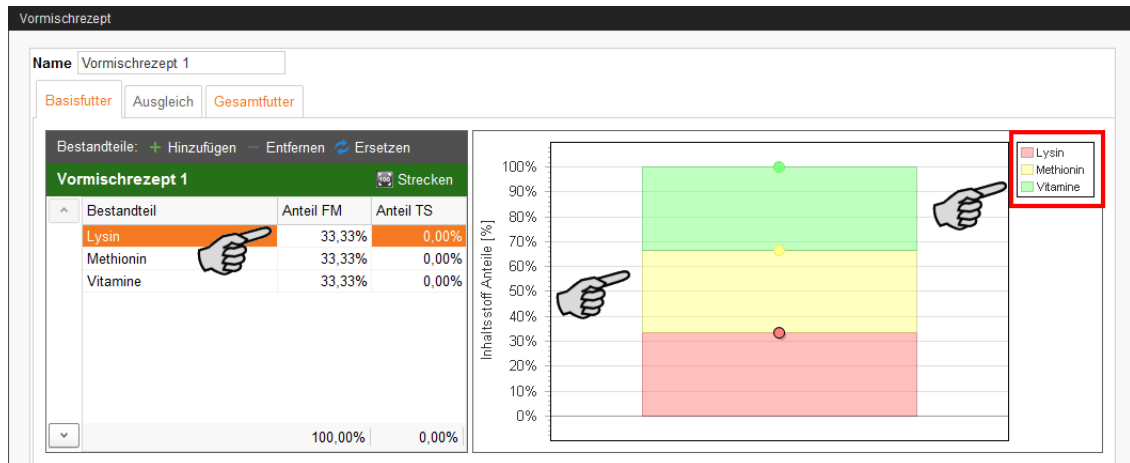 Vormischrezept
Name Vormischrezept 1
Basisfutter Ausgleich Gesamtfutter
Bestandteile: + Hinzufügen − Entfernen Ersetzen
Vormischrezept 1 100 Strecken
Bestandteil Anteil FM Anteil TS
Lysin 33,33% 0,00%
Methionin 33,33% 0,00%
Vitamine 33,33% 0,00%
100,00% 0,00%
Inhaltsstoff Anteile [%]
100%
90%
80%
70%
60%
50%
40%
30%
20%
10%
0%
Lysin
Methionin
Vitamine